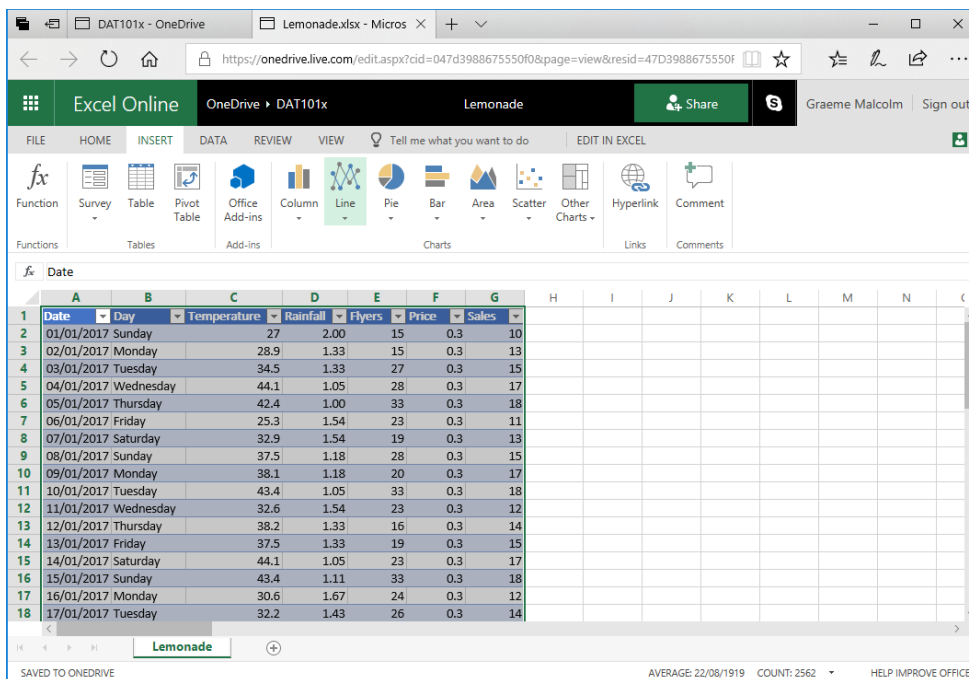 DAT101x - OneDrive
Lemonade.xlsx - Micros
https://onedrive.live.com/edit.aspx?cid=047d3988675550f0&page=view&resid=47D3988675550F
Excel Online OneDrive DAT101x Lemonade Share Graeme Malcolm Sign out
FILE HOME INSERT DATA REVIEW VIEW Tell me what you want to do EDIT IN EXCEL
fx
Function Survey Table Pivot Table Office Add-ins Column Line Pie Bar Area Scatter Other Charts Hyperlink Comment
Functions Tables Add-ins Charts Links Comments
fx Date
A B C D E F G H I J K L M N
1 Date Day Temperature Rainfall Flyers Price Sales
2 01/01/2017 Sunday 27 2.00 15 0.3 10
3 02/01/2017 Monday 28.9 1.33 15 0.3 13
4 03/01/2017 Tuesday 34.5 1.33 27 0.3 15
5 04/01/2017 Wednesday 44.1 1.05 28 0.3 17
6 05/01/2017 Thursday 42.4 1.00 33 0.3 18
7 06/01/2017 Friday 25.3 1.54 23 0.3 11
8 07/01/2017 Saturday 32.9 1.54 19 0.3 13
9 08/01/2017 Sunday 37.5 1.18 28 0.3 15
10 09/01/2017 Monday 38.1 1.18 20 0.3 17
11 10/01/2017 Tuesday 43.4 1.05 33 0.3 18
12 11/01/2017 Wednesday 32.6 1.54 23 0.3 12
13 12/01/2017 Thursday 38.2 1.33 16 0.3 14
14 13/01/2017 Friday 37.5 1.33 19 0.3 15
15 14/01/2017 Saturday 44.1 1.05 23 0.3 17
16 15/01/2017 Sunday 43.4 1.11 33 0.3 18
17 16/01/2017 Monday 30.6 1.67 24 0.3 12
18 17/01/2017 Tuesday 32.2 1.43 26 0.3 14
Lemonade
SAVED TO ONEDRIVE AVERAGE: 22/08/1919 COUNT: 2562 HELP IMPROVE OFFICE